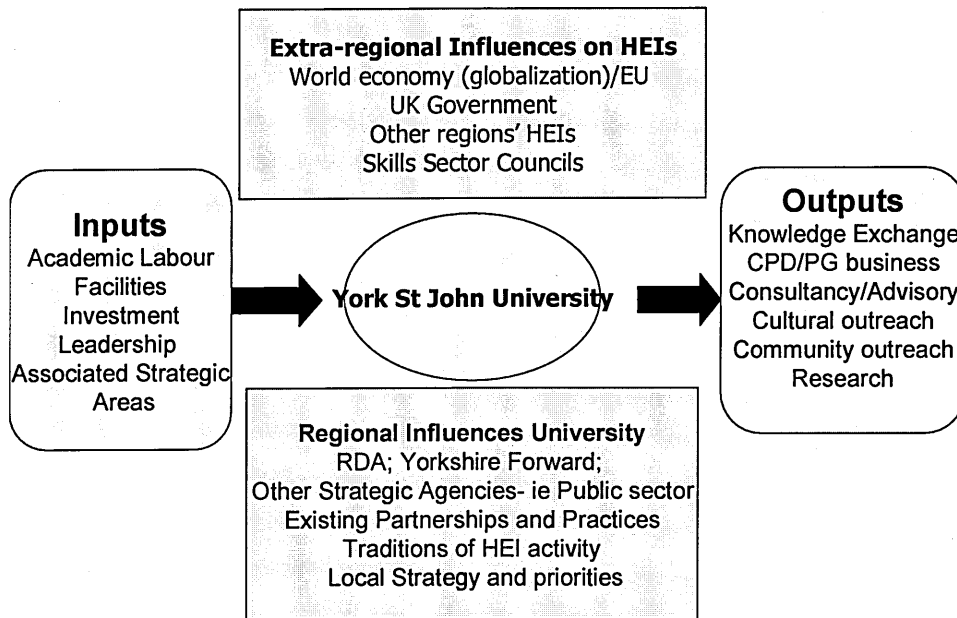 Extra-regional Influences on HEIs
World economy (globalization)/EU
UK Government
Other regions' HEIs
Skills Sector Councils
Inputs
Academic Labour
Facilities
Investment
Leadership
Associated Strategic
Areas
York St John University
Outputs
Knowledge Exchange
CPD/PG business
Consultancy/Advisory
Cultural outreach
Community outreach
Research
Regional Influences University
RDA; Yorkshire Forward;
Other Strategic Agencies- ie Public sector
Existing Partnerships and Practices
Traditions of HEI activity
Local Strategy and priorities